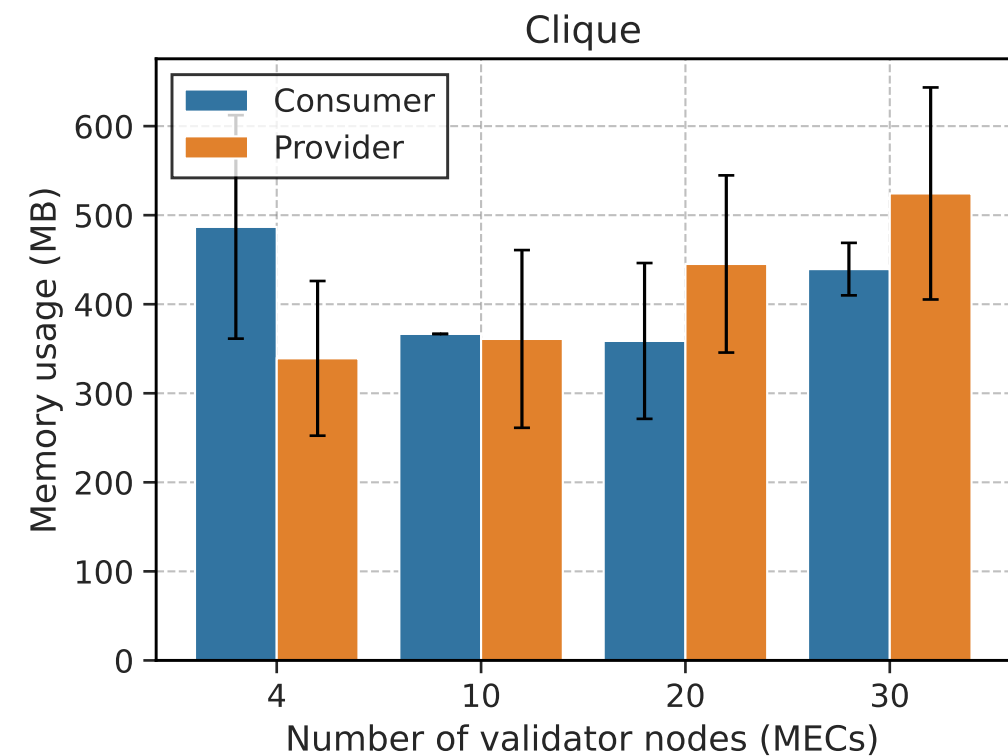 Clique
Consumer
Provider
Memory usage (MB)
600
500
400
300
200
100
0
4 10 20 30
Number of validator nodes (MECs)